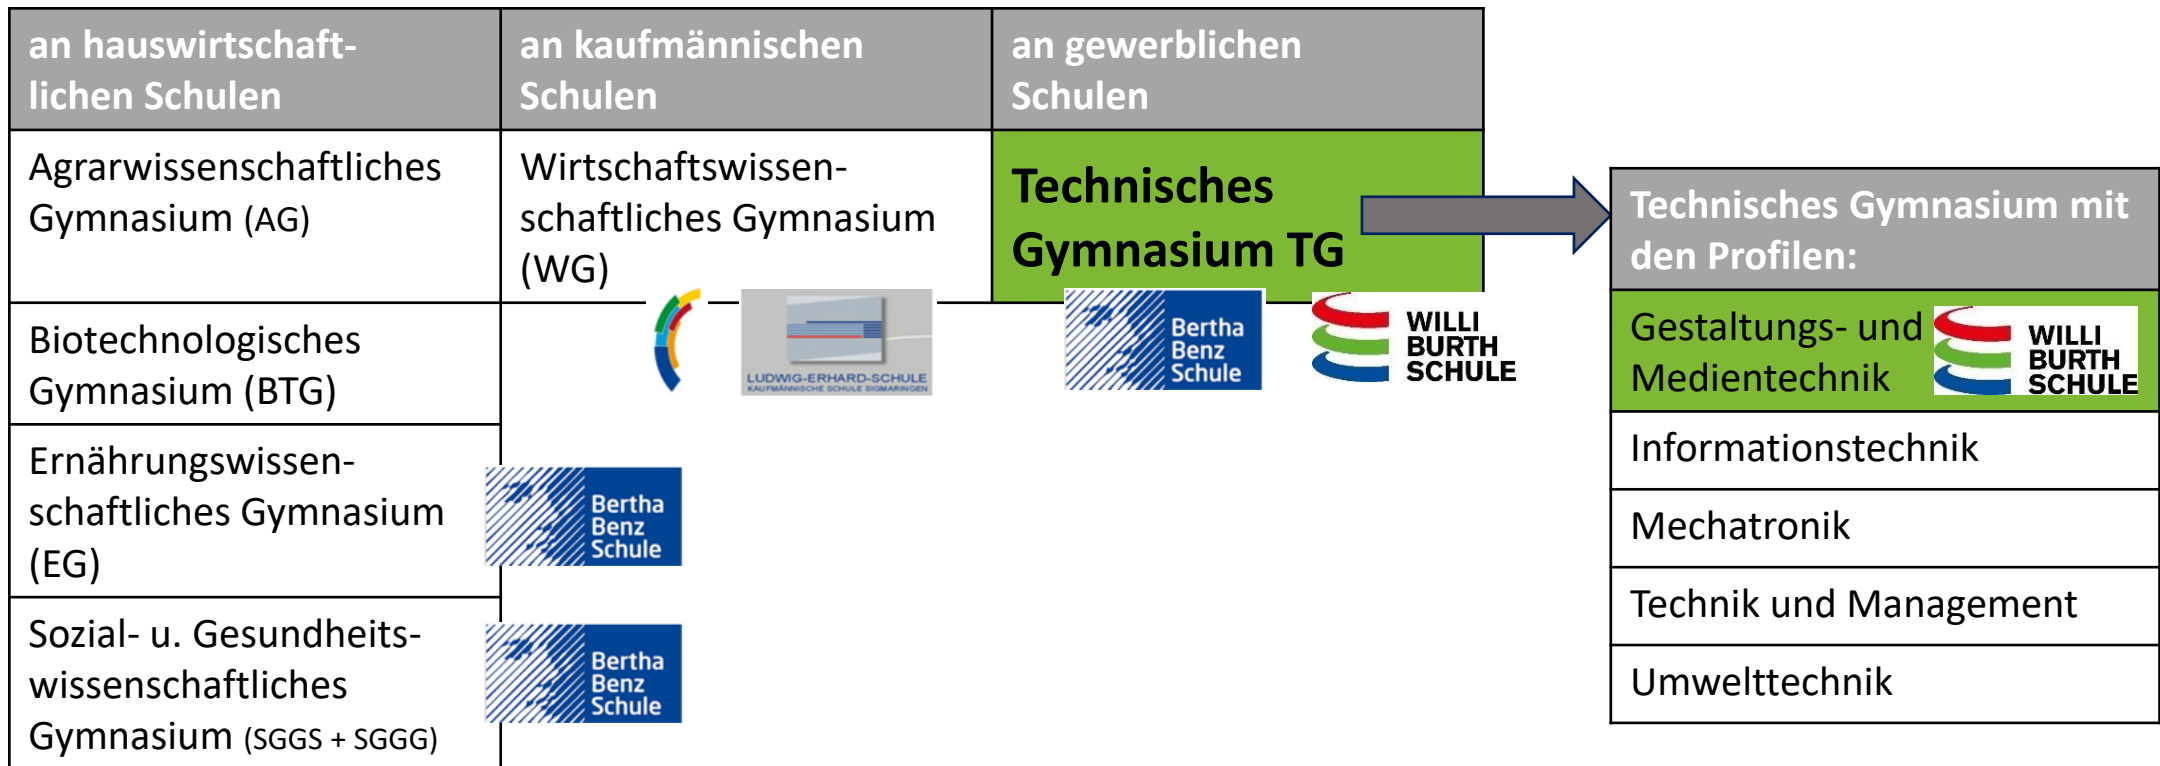 an hauswirtschaft-
lichen Schulen
an kaufmännischen
Schulen
an gewerblichen
Schulen
Agrarwissenschaftliches
Gymnasium (AG)
Wirtschaftswissen-
schaftliches Gymnasium
(WG)
Technisches
Gymnasium TG
LUDWIG-ERHARD-SCHULE
KAUFMÄNNISCHE SCHULE SIGMARINGEN
Bertha
Benz
Schule
WILLI
BURTH
SCHULE
Biotechnologisches
Gymnasium (BTG)
Ernährungswissen-
schaftliches Gymnasium
(EG)
Bertha
Benz
Schule
Sozial- u. Gesundheits-
wissenschaftliches
Gymnasium (SGGS + SGGG)
Bertha
Benz
Schule
Technisches Gymnasium mit
den Profilen:
Gestaltungs- und
Medientechnik
WILLI
BURTH
SCHULE
Informationstechnik
Mechatronik
Technik und Management
Umwelttechnik